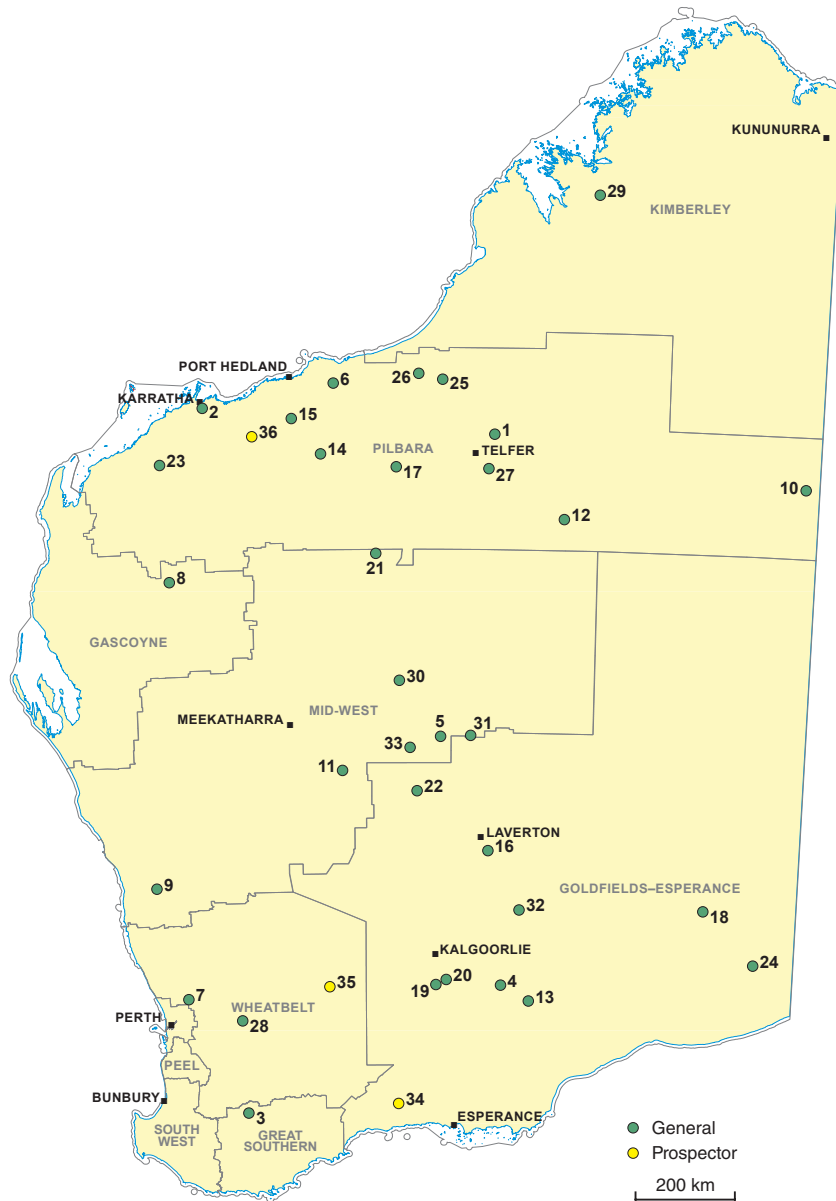 KUNUNURRA
29
KIMBERLEY
PORT HEDLAND
6
26
25
KARRATHA
2
15
36
1
14
PILBARA
TELFER
23
17
27
10
12
21
8
GASCOYNE
30
MID-WEST
MEEKATHARRA
5
31
33
11
22
LAVERTON
16
9
GOLDFIELDS–ESPERANCE
32
18
KALGOORLIE
24
20
35
19
4
7
13
WHEATBELT
PERTH
28
PEEL
BUNBURY
34
3
ESPERANCE
SOUTH
WEST
GREAT
SOUTHERN
General
Prospector
200 km